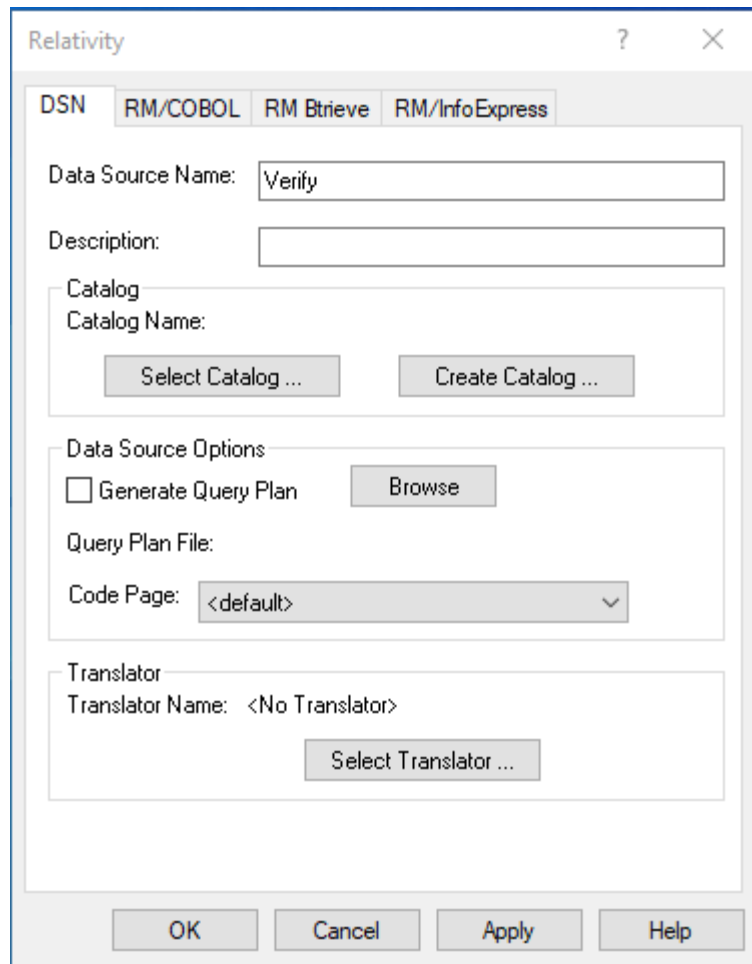 Relativity ?
DSN RM/COBOL RM Btrieve RM/InfoExpress
Data Source Name: Verify
Description:
Catalog
Catalog Name:
Select Catalog ... Create Catalog ...
Data Source Options
Generate Query Plan Browse
Query Plan File:
Code Page: <default>
Translator
Translator Name: <No Translator>
Select Translator ...
OK Cancel Apply Help